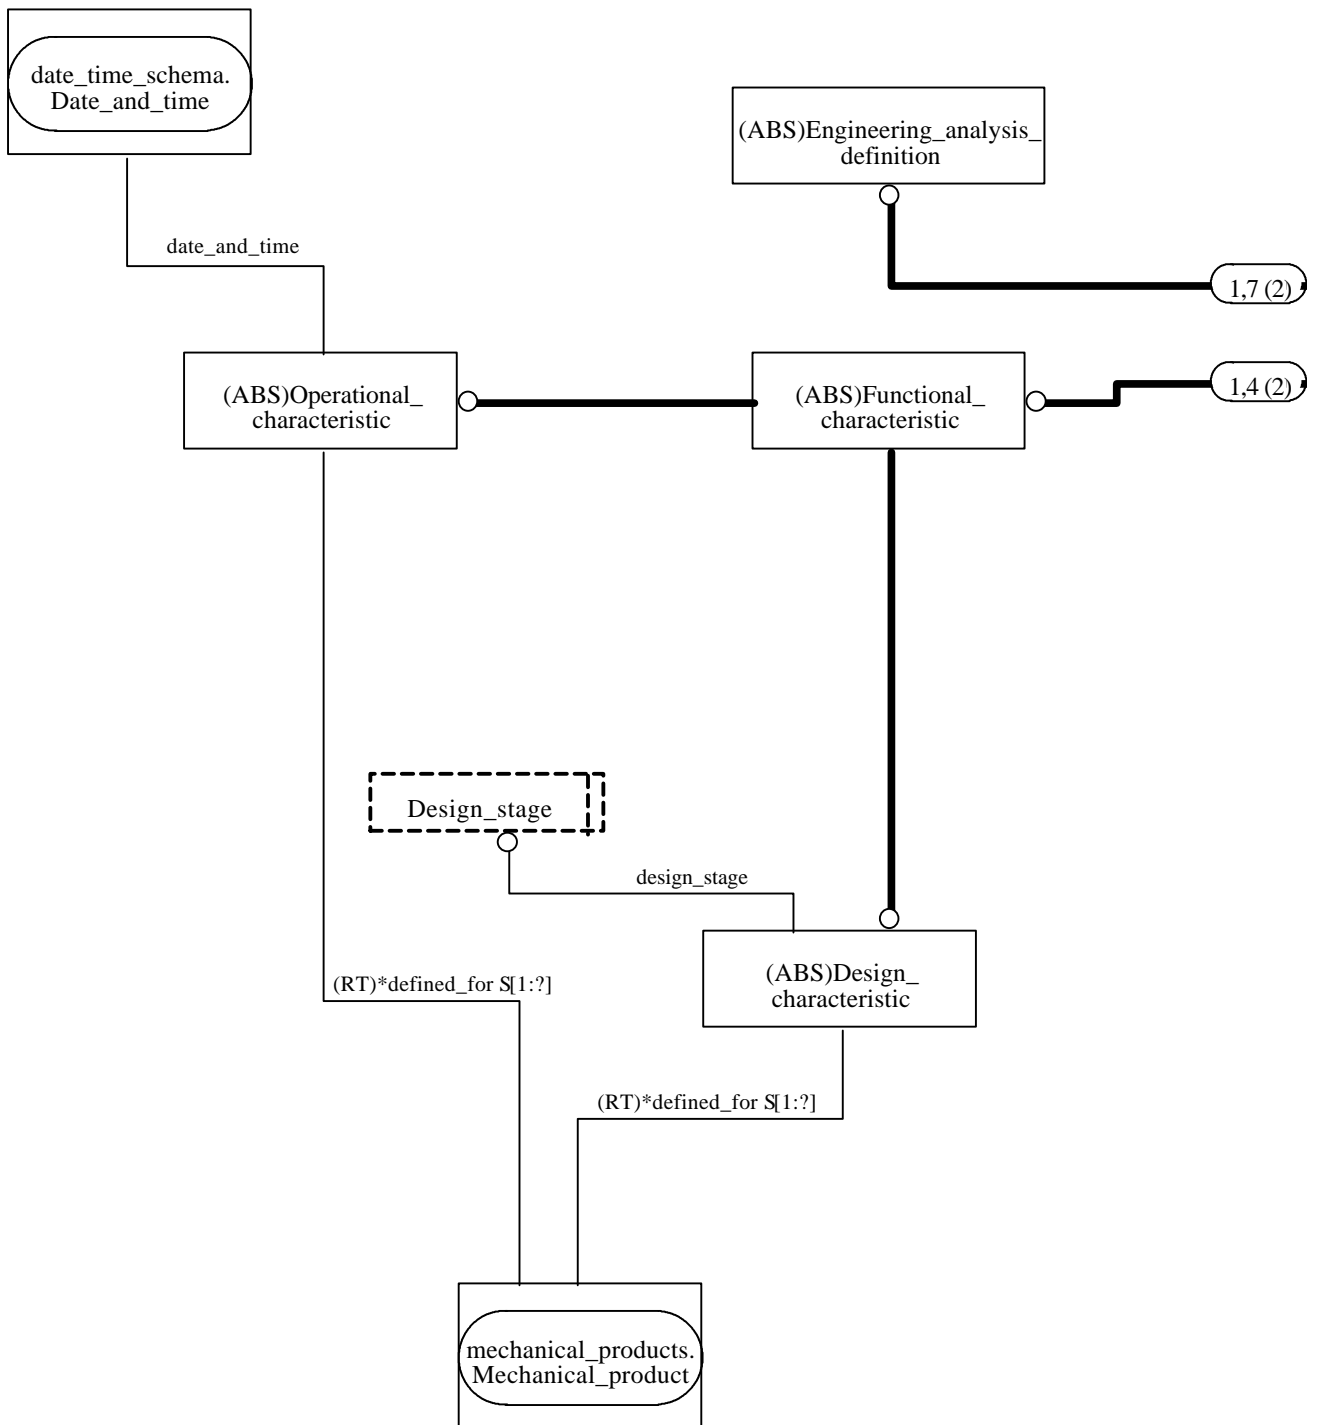 date_time_schema.
Date_and_time
(ABS)Engineering_analysis_
definition
date_and_time
1,7 (2)
(ABS)Operational_
characteristic
(ABS)Functional_
characteristic
1,4 (2)
Design_stage
design_stage
(ABS)Design_
characteristic
(RT)*defined_for S[1:?]
(RT)*defined_for S[1:?]
mechanical_products.
Mechanical_product